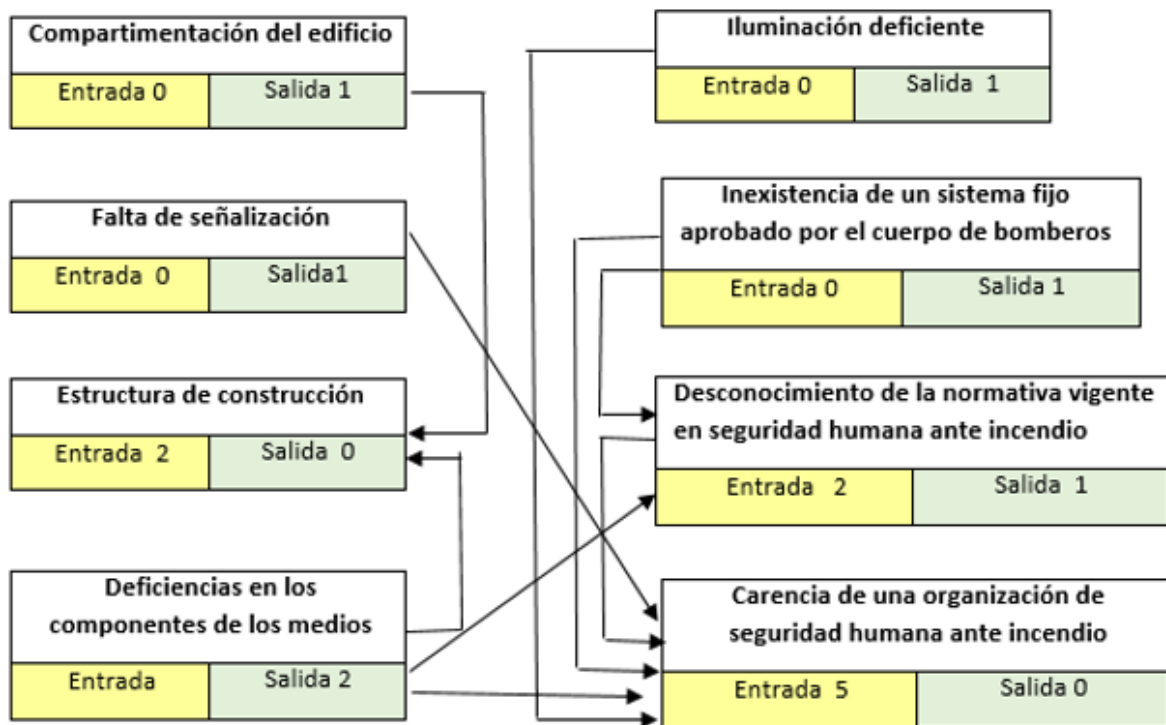 Compartimentación del edificio
Entrada 0 Salida 1
Falta de señalización
Entrada 0 Salida1
Estructura de construcción
Entrada 2 Salida 0
Deficiencias en los
componentes de los medios
Entrada Salida 2
Iluminación deficiente
Entrada 0 Salida 1
Inexistencia de un sistema fijo
aprobado por el cuerpo de bomberos
Entrada 0 Salida 1
Desconocimiento de la normativa vigente
en seguridad humana ante incendio
Entrada 2 Salida 1
Carencia de una organización de
seguridad humana ante incendio
Entrada 5 Salida 0